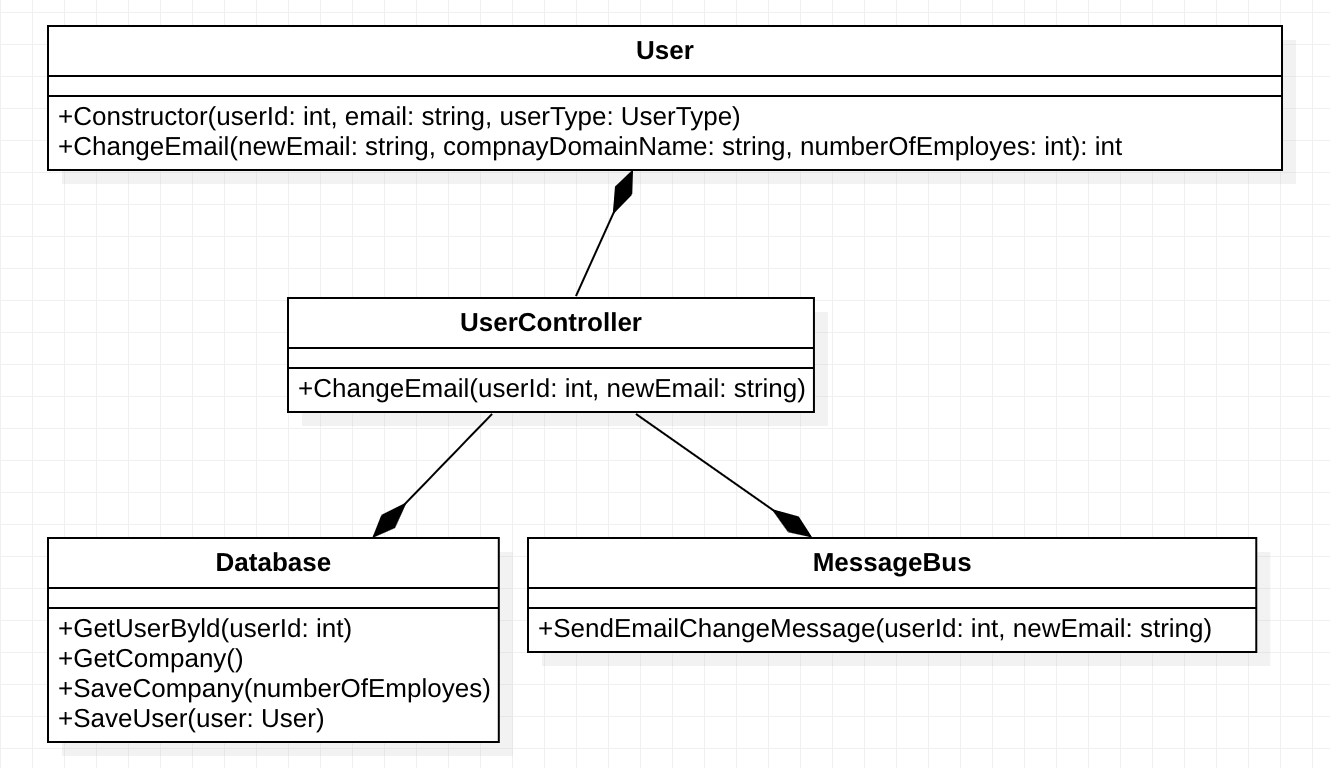 User
+Constructor(userId: int, email: string, userType: UserType)
+ChangeEmail(newEmail: string, compnayDomainName: string, numberOfEmployes: int): int
UserController
+ChangeEmail(userId: int, newEmail: string)
Database
+GetUserById(userId: int)
+GetCompany()
+SaveCompany(numberOfEmployes)
+SaveUser(user: User)
MessageBus
+SendEmailChangeMessage(userId: int, newEmail: string)